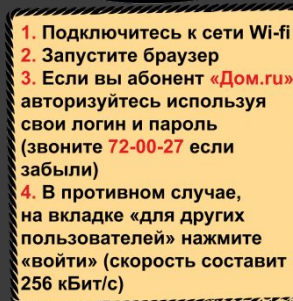 1. Подключитесь к сети Wi-fi
2. Запустите браузер
3. Если вы абонент «Дом.ru»
авторизуйтесь используя
свои логин и пароль
(звоните 72-00-27 если
забыли)
4. В противном случае,
на вкладке «для других
пользователей» нажмите
«войти» (скорость составит
256 кБит/с)